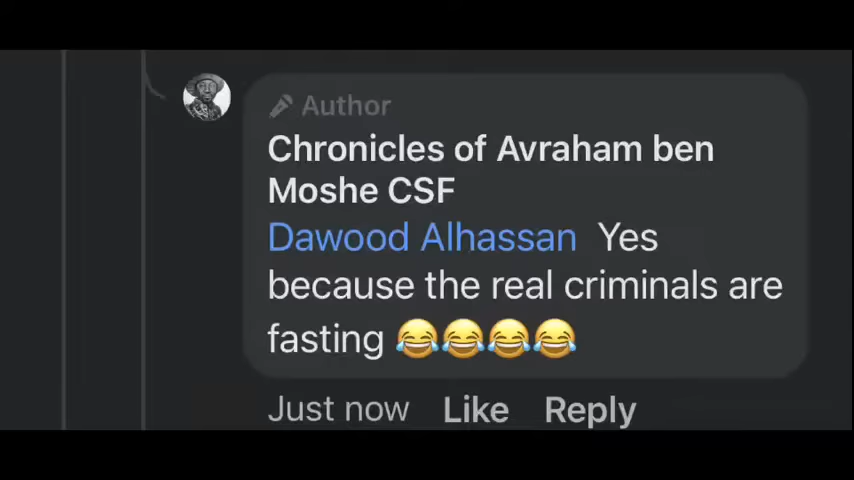 Author
Chronicles of Avraham ben
Moshe CSF
Dawood Alhassan Yes
because the real criminals are
fasting 😂😂😂😂
Just now Like Reply